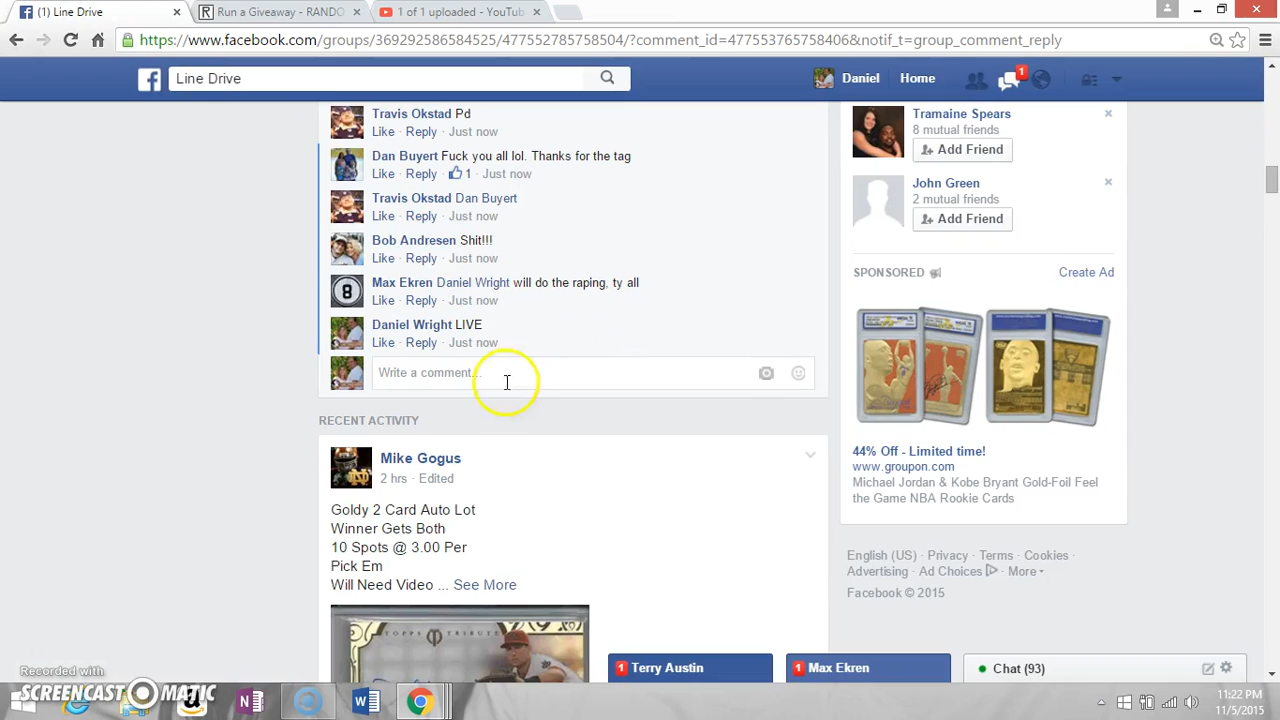 (1) Line Drive
Run a Giveaway - RANDO
1 of 1 uploaded - YouTub
https://www.facebook.com/groups/369292586584525/477552785758504/?comment_id=477553765758406&notif_t=group_comment_reply
Line Drive
Daniel
Home
1
Travis Okstad Pd
Like · Reply · Just now
Dan Buyert Fuck you all lol. Thanks for the tag
Like · Reply · 1 · Just now
Travis Okstad Dan Buyert
Like · Reply · Just now
Bob Andresen Shit!!!
Like · Reply · Just now
8
Max Ekren Daniel Wright will do the raping, ty all
Like · Reply · Just now
Daniel Wright LIVE
Like · Reply · Just now
Write a comment...
RECENT ACTIVITY
Mike Gogus
2 hrs · Edited
Goldy 2 Card Auto Lot
Winner Gets Both
10 Spots @ 3.00 Per
Pick Em
Will Need Video ... See More
TOPPS TRIBUTE
Tramaine Spears
8 mutual friends
Add Friend
John Green
2 mutual friends
Add Friend
SPONSORED
Create Ad
44% Off - Limited time!
www.groupon.com
Michael Jordan & Kobe Bryant Gold-Foil Feel
the Game NBA Rookie Cards
English (US) · Privacy · Terms · Cookies ·
Advertising · Ad Choices · More
Facebook © 2015
1 Terry Austin
1 Max Ekren
Chat (93)
Recorded with
SCREENCAST-O-MATIC
11:22 PM
11/5/2015